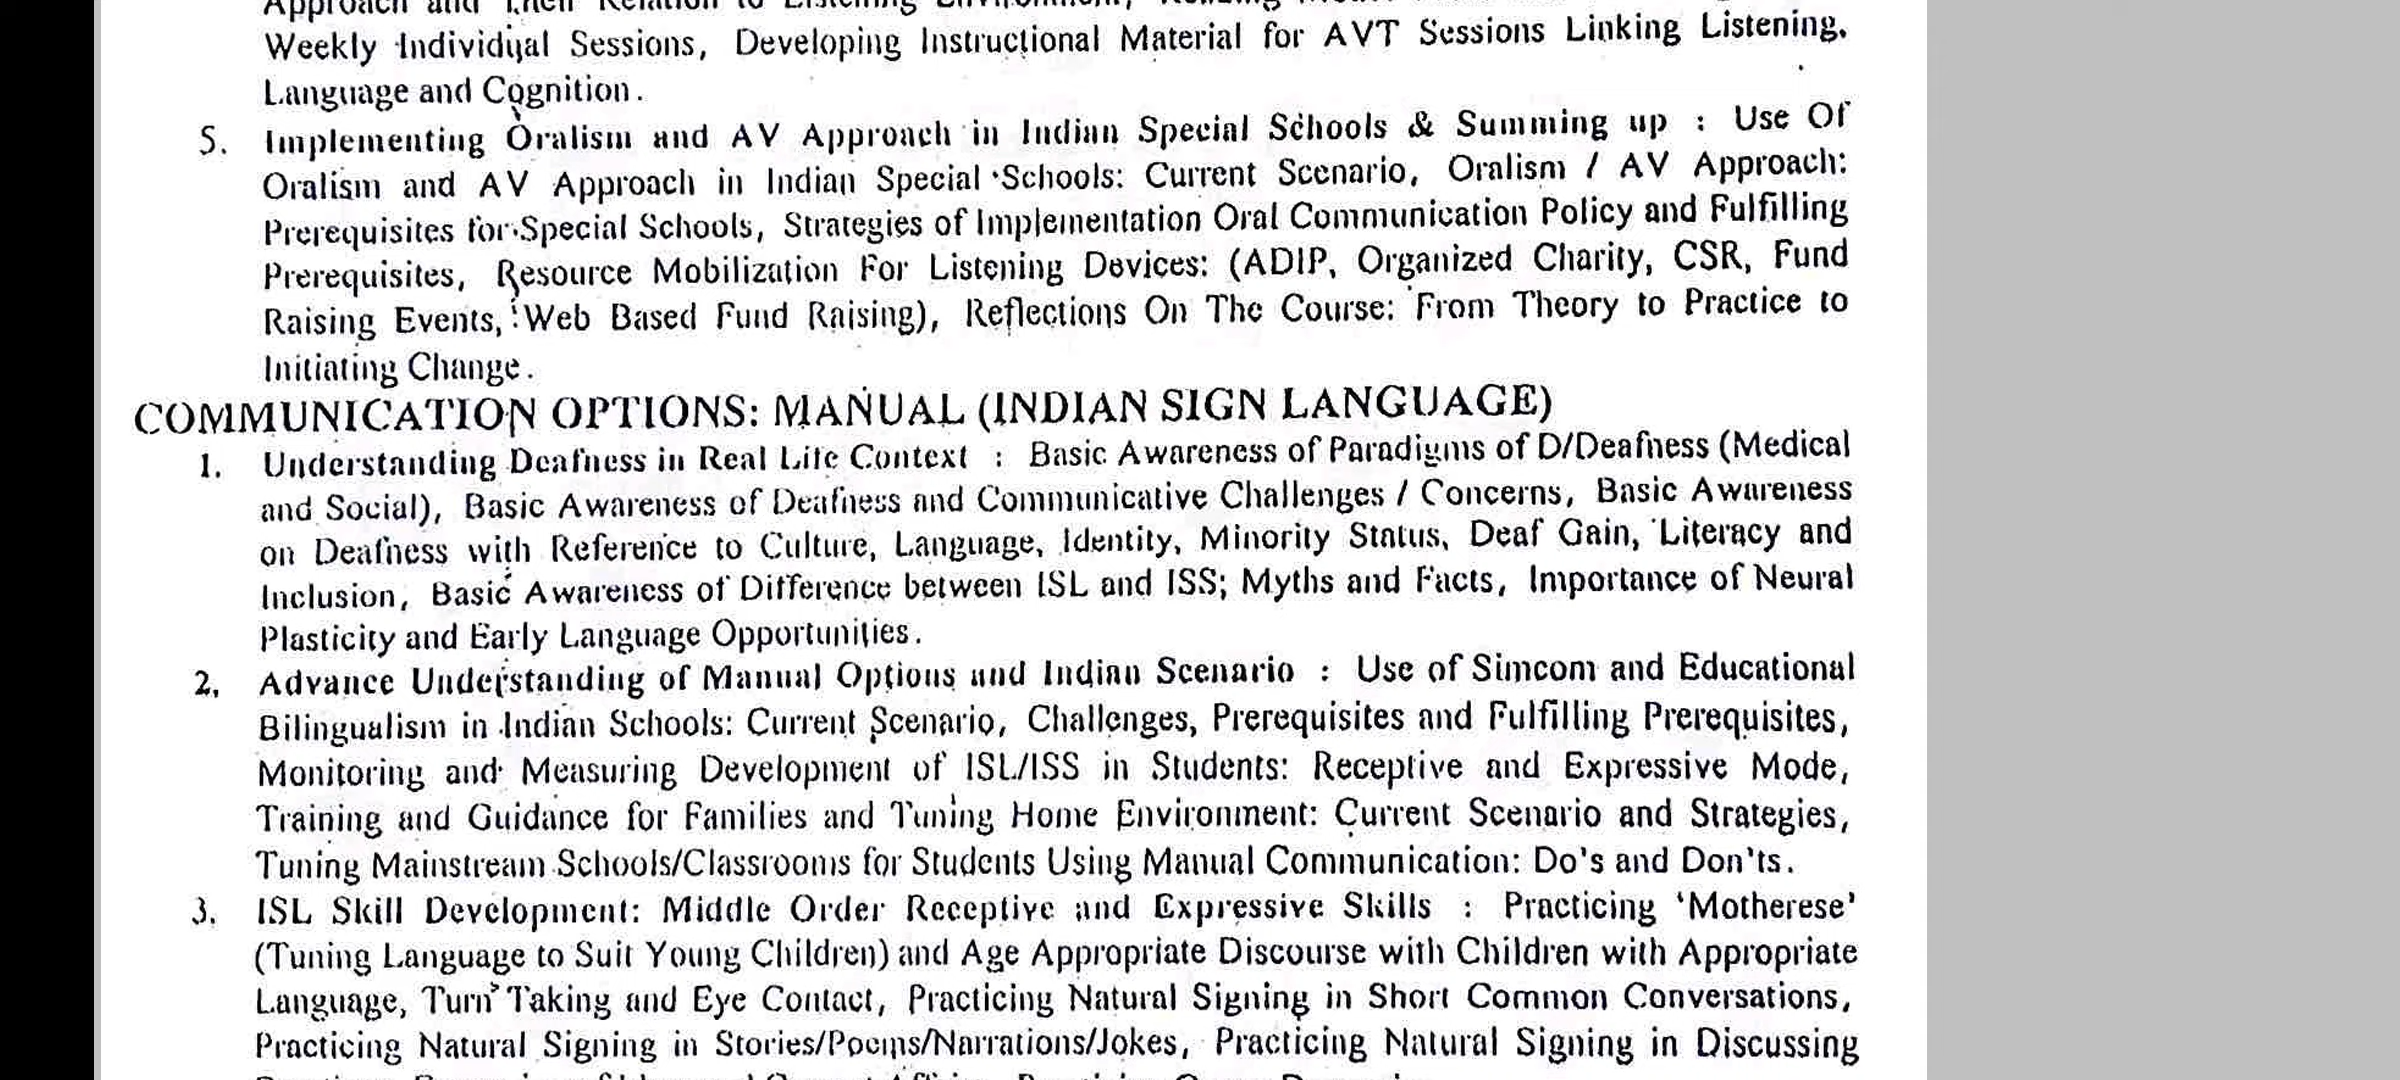 Approach and Their Relation to Listening Environment, Reading
Weekly Individual Sessions, Developing Instructional Material for AVT Sessions Linking Listening,
Language and Cognition.
5. Implementing Oralism and AV Approach in Indian Special Schools & Summing up : Use Of
Oralism and AV Approach in Indian Special Schools: Current Scenario, Oralism / AV Approach:
Prerequisites for Special Schools, Strategies of Implementation Oral Communication Policy and Fulfilling
Prerequisites, Resource Mobilization For Listening Devices: (ADIP, Organized Charity, CSR, Fund
Raising Events, Web Based Fund Raising), Reflections On The Course: From Theory to Practice to
Initiating Change.
COMMUNICATION OPTIONS: MANUAL (INDIAN SIGN LANGUAGE)
1. Understanding Deafness in Real Life Context : Basic Awareness of Paradigms of D/Deafness (Medical
and Social), Basic Awareness of Deafness and Communicative Challenges / Concerns, Basic Awareness
on Deafness with Reference to Culture, Language, Identity, Minority Status, Deaf Gain, Literacy and
Inclusion, Basic Awareness of Difference between ISL and ISS; Myths and Facts, Importance of Neural
Plasticity and Early Language Opportunities.
2. Advance Understanding of Manual Options and Indian Scenario : Use of Simcom and Educational
Bilingualism in Indian Schools: Current Scenario, Challenges, Prerequisites and Fulfilling Prerequisites,
Monitoring and Measuring Development of ISL/ISS in Students: Receptive and Expressive Mode,
Training and Guidance for Families and Tuning Home Environment: Current Scenario and Strategies,
Tuning Mainstream Schools/Classrooms for Students Using Manual Communication: Do's and Don'ts.
3. ISL Skill Development: Middle Order Receptive and Expressive Skills : Practicing 'Motherese'
(Tuning Language to Suit Young Children) and Age Appropriate Discourse with Children with Appropriate
Language, Turn Taking and Eye Contact, Practicing Natural Signing in Short Common Conversations,
Practicing Natural Signing in Stories/Poems/Narrations/Jokes, Practicing Natural Signing in Discussing